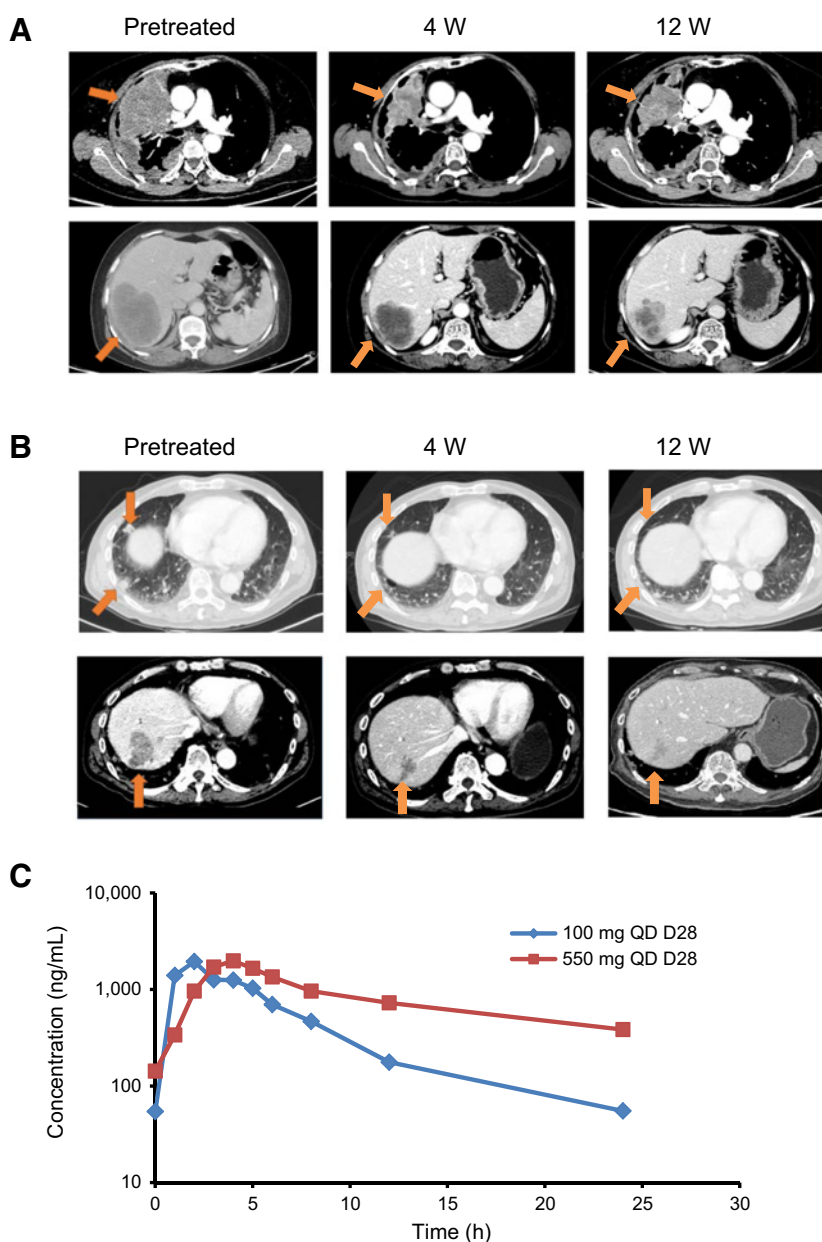 A
Pretreated 4 W 12 W
B
Pretreated 4 W 12 W
C
10,000
1,000
100
10
Concentration (ng/mL)
100 mg QD D28
550 mg QD D28
0 5 10 15 20 25 30
Time (h)